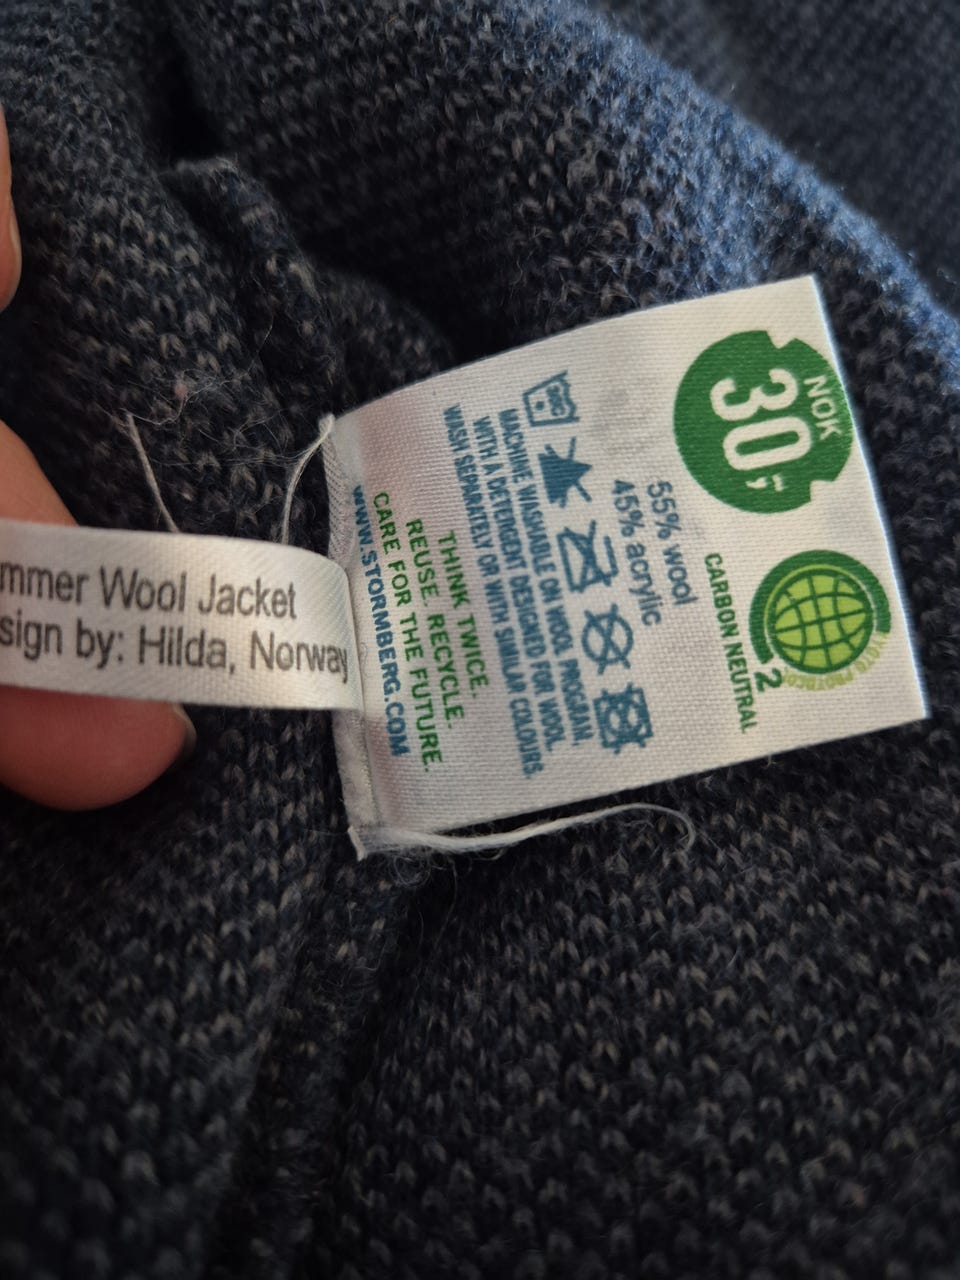 mmer Wool Jacket
sign by: Hilda, Norway
NOK
30,-
2
CARBON NEUTRAL
55% wool
45% acrylic
MACHINE WASHABLE ON WOOL PROGRAM.
WITH A DETERGENT DESIGNED FOR WOOL.
WASH SEPARATELY OR WITH SIMILAR COLOURS.
THINK TWICE.
REUSE. RECYCLE.
CARE FOR THE FUTURE.
WWW.STORMBERG.COM